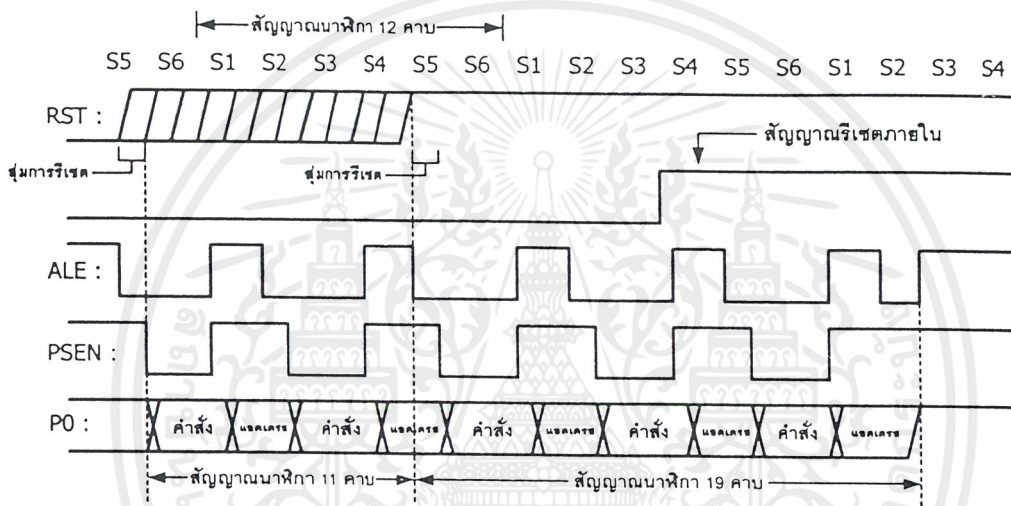 สัญญาณนาฬิกา 12 คาบ
S5 S6 S1 S2 S3 S4 S5 S6 S1 S2 S3 S4 S5 S6 S1 S2 S3 S4
RST :
สัญญาณรีเซตภายใน
สุ่มการรีเซต สุ่มการรีเซต
ALE :
PSEN :
P0 : คำสั่ง แอดเดรส คำสั่ง แอดเดรส คำสั่ง แอดเดรส คำสั่ง แอดเดรส คำสั่ง แอดเดรส
สัญญาณนาฬิกา 11 คาบ สัญญาณนาฬิกา 19 คาบ